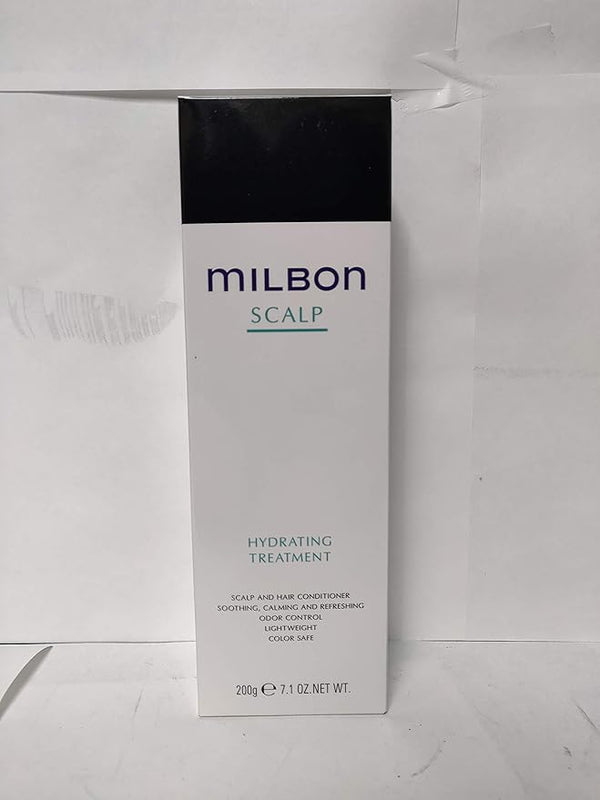 MILBON
SCALP
HYDRATING
TREATMENT
SCALP AND HAIR CONDITIONER
SOOTHING, CALMING AND REFRESHING
ODOR CONTROL
LIGHTWEIGHT
COLOR SAFE
200g ℮ 7.1 OZ.NET WT.